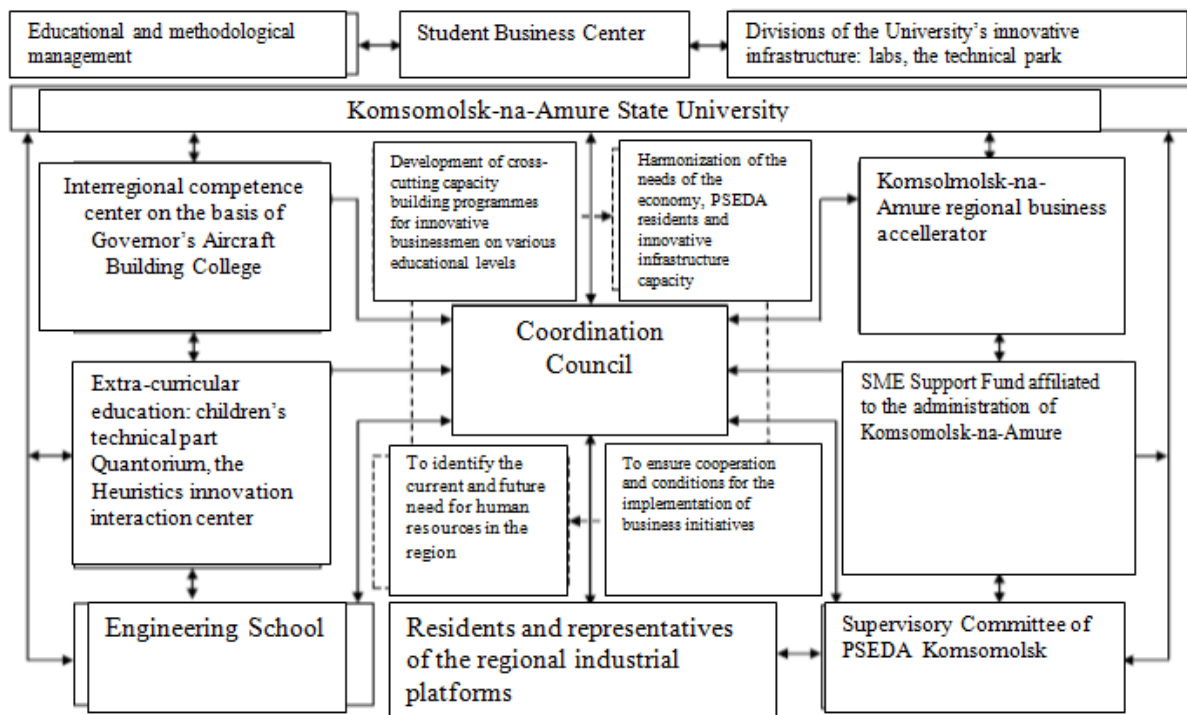 Educational and methodological
management
Student Business Center
Divisions of the University's innovative
infrastructure: labs, the technical park
Komsomolsk-na-Amure State University
Interregional competence
center on the basis of
Governor's Aircraft
Building College
Development of cross-
cutting capacity
building programmes
for innovative
businessmen on various
educational levels
Harmonization of the
needs of the
economy, PSEDA
residents and
innovative
infrastructure
capacity
Komsolmolsk-na-
Amure regional business
accellerator
Coordination
Council
Extra-curricular
education: children's
technical part
Quantorium, the
Heuristics innovation
interaction center
SME Support Fund affiliated
to the administration of
Komsomolsk-na-Amure
To identify the
current and future
need for human
resources in the
region
To ensure cooperation
and conditions for the
implementation of
business initiatives
Engineering School
Residents and representatives
of the regional industrial
platforms
Supervisory Committee of
PSEDA Komsomolsk